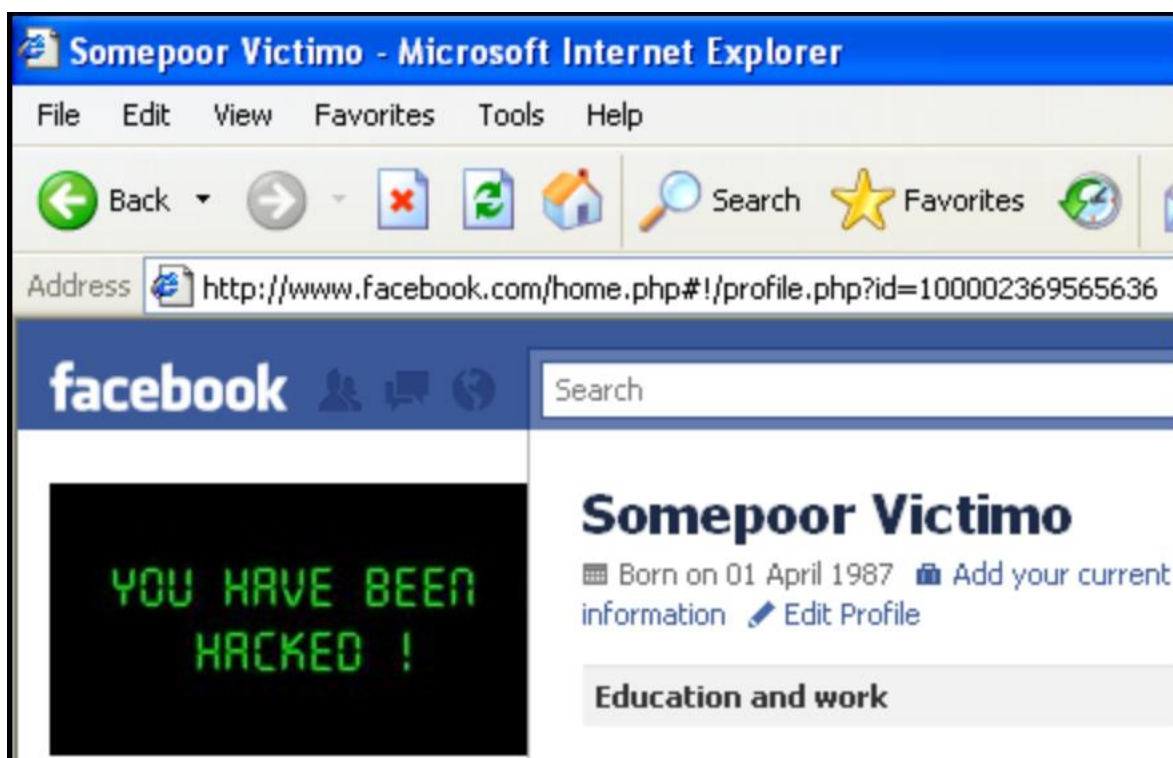 Somepoor Victimo - Microsoft Internet Explorer
File Edit View Favorites Tools Help
Back Search Favorites
Address http://www.facebook.com/home.php#!/profile.php?id=100002369565636
facebook Search
YOU HAVE BEEN
HACKED !
Somepoor Victimo
Born on 01 April 1987 Add your current
information Edit Profile
Education and work